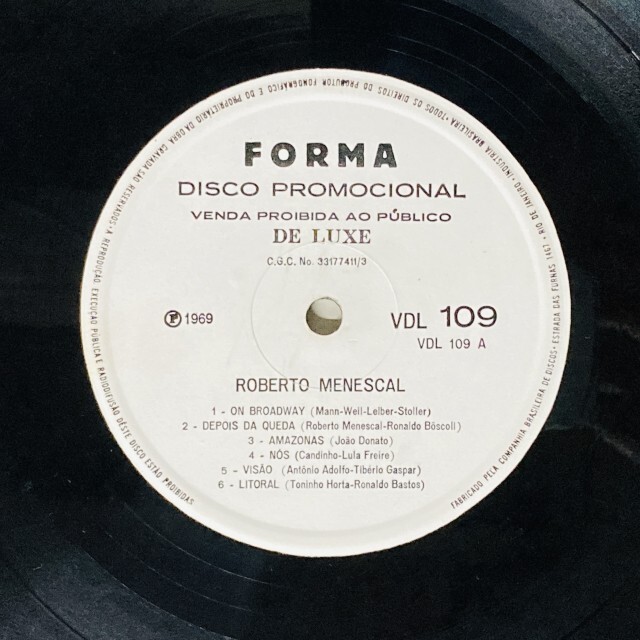 FORMA
DISCO PROMOCIONAL
VENDA PROIBIDA AO PÚBLICO
DE LUXE
C.G.C. No. 33177411/3
℗ 1969
VDL 109
VDL 109 A
ROBERTO MENESCAL
1 - ON BROADWAY (Mann-Weil-Leiber-Stoller)
2 - DEPOIS DA QUEDA (Roberto Menescal-Ronaldo Bôscoli)
3 - AMAZONAS (João Donato)
4 - NÓS (Candinho-Lula Freire)
5 - VISÃO (Antônio Adolfo-Tibério Gaspar)
6 - LITORAL (Toninho Horta-Ronaldo Bastos)
FABRICADO PELA COMPANHIA BRASILEIRA DE DISCOS - ESTRADA DAS FURNAS 1467 - RIO DE JANEIRO (INDÚSTRIA BRASILEIRA - TODOS OS DIREITOS DO PRODUTOR FONOGRÁFICO E DO PROPRIETÁRIO DA OBRA GRAVADA SÃO RESERVADOS - A REPRODUÇÃO, EXECUÇÃO PÚBLICA E RADIODIFUSÃO DÊSTE DISCO ESTÃO PROIBIDAS